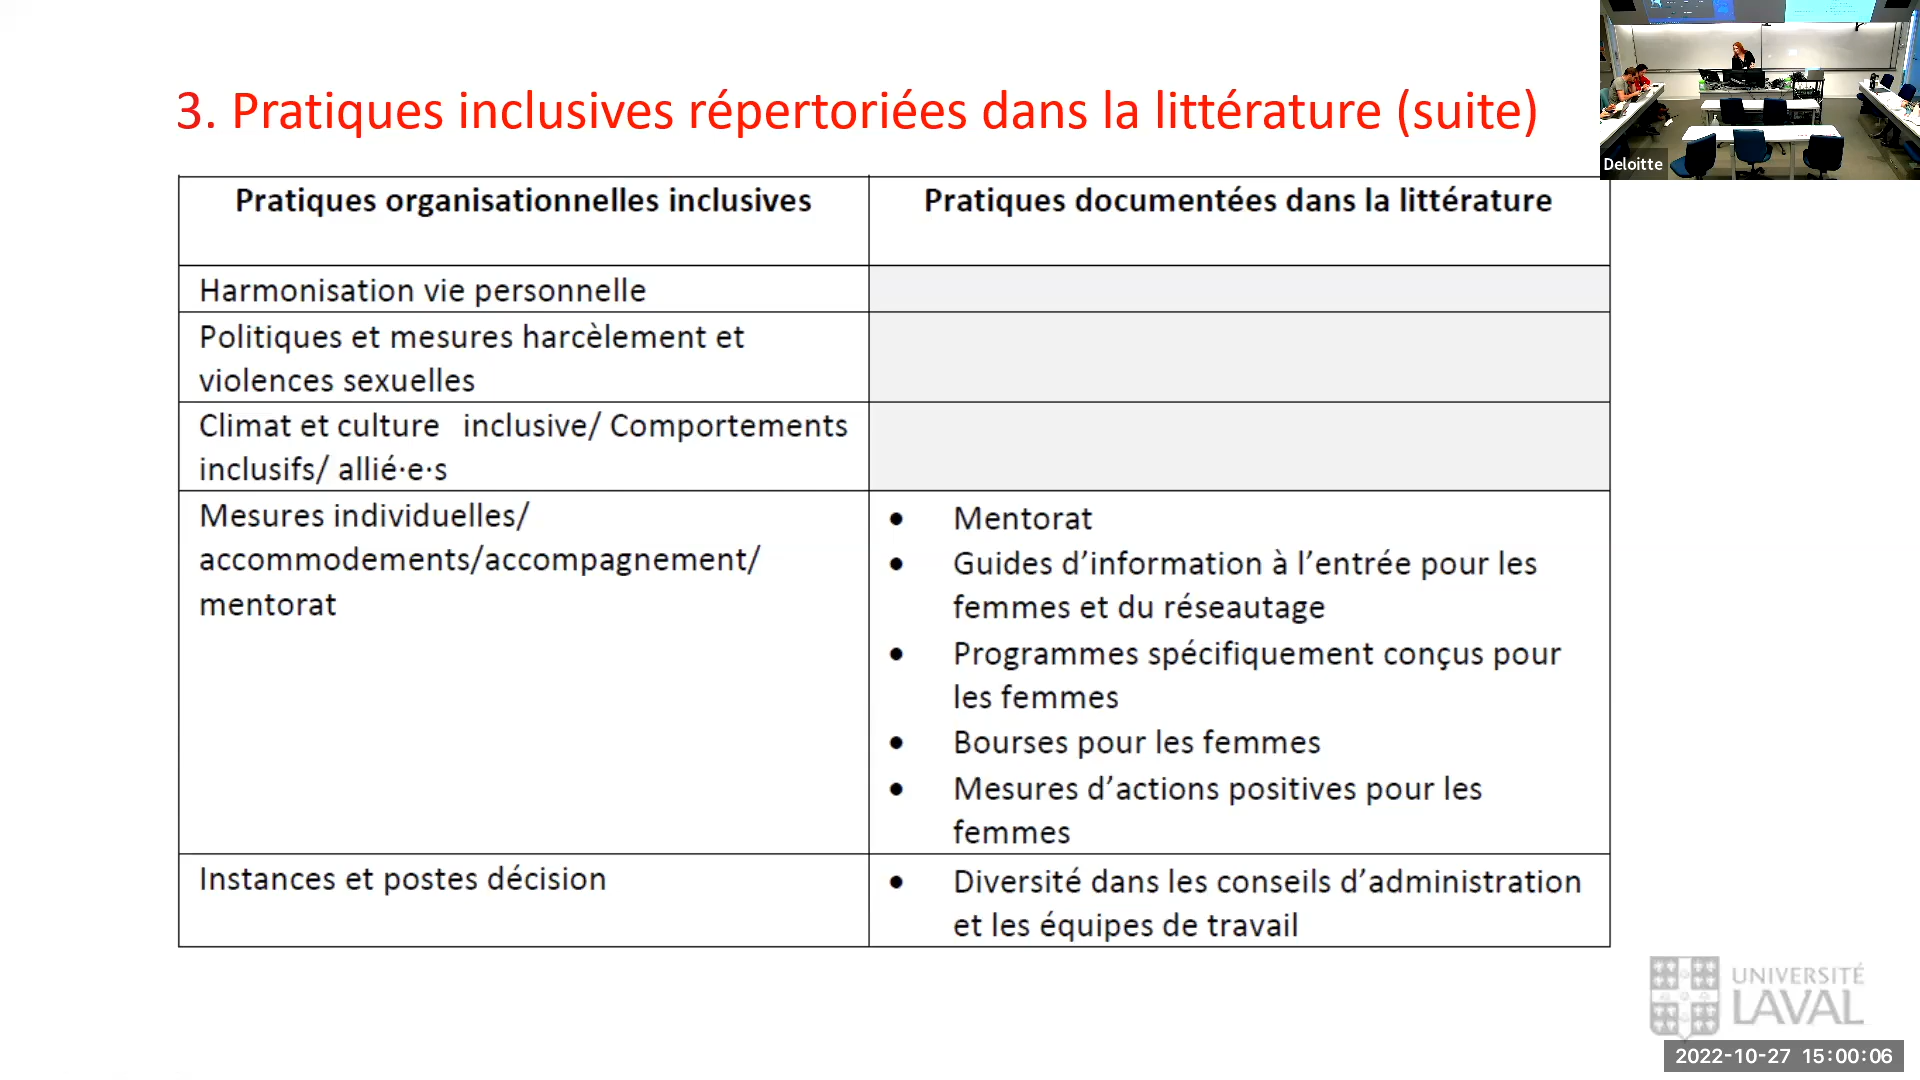 3. Pratiques inclusives répertoriées dans la littérature (suite)
Deloitte
Pratiques organisationnelles inclusives
Pratiques documentées dans la littérature
Harmonisation vie personnelle
Politiques et mesures harcèlement et
violences sexuelles
Climat et culture inclusive/ Comportements
inclusifs/ allié·e·s
Mesures individuelles/
accommodements/accompagnement/
mentorat
• Mentorat
• Guides d’information à l’entrée pour les
femmes et du réseautage
• Programmes spécifiquement conçus pour
les femmes
• Bourses pour les femmes
• Mesures d’actions positives pour les
femmes
Instances et postes décision
• Diversité dans les conseils d’administration
et les équipes de travail
UNIVERSITÉ
LAVAL
2022-10-27 15:00:06